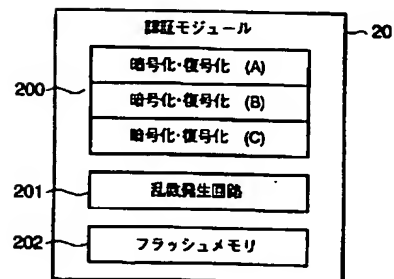 認証モジュール
20
暗号化・復号化 (A)
200
暗号化・復号化 (B)
暗号化・復号化 (C)
201
乱数発生回路
202
フラッシュメモリ